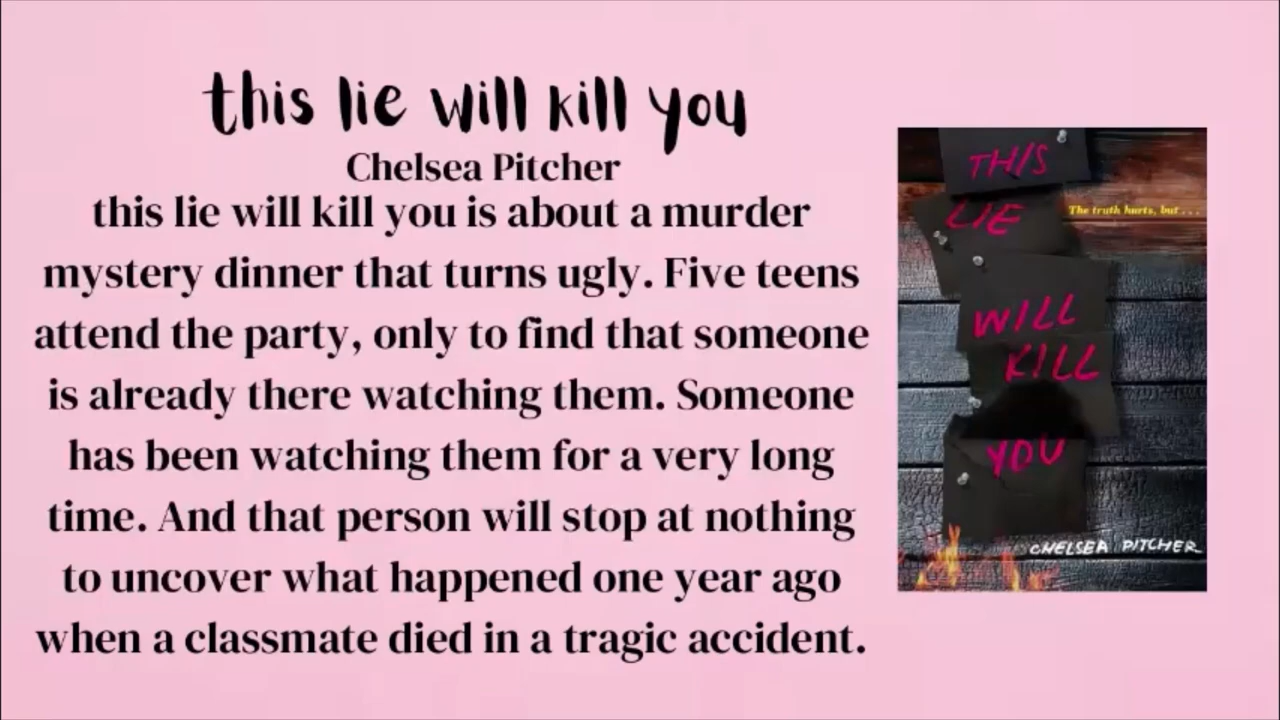 this lie will kill you
Chelsea Pitcher
this lie will kill you is about a murder
mystery dinner that turns ugly. Five teens
attend the party, only to find that someone
is already there watching them. Someone
has been watching them for a very long
time. And that person will stop at nothing
to uncover what happened one year ago
when a classmate died in a tragic accident.
THIS
LIE
The truth hurts, but . . .
WILL
KILL
YOU
CHELSEA PITCHER